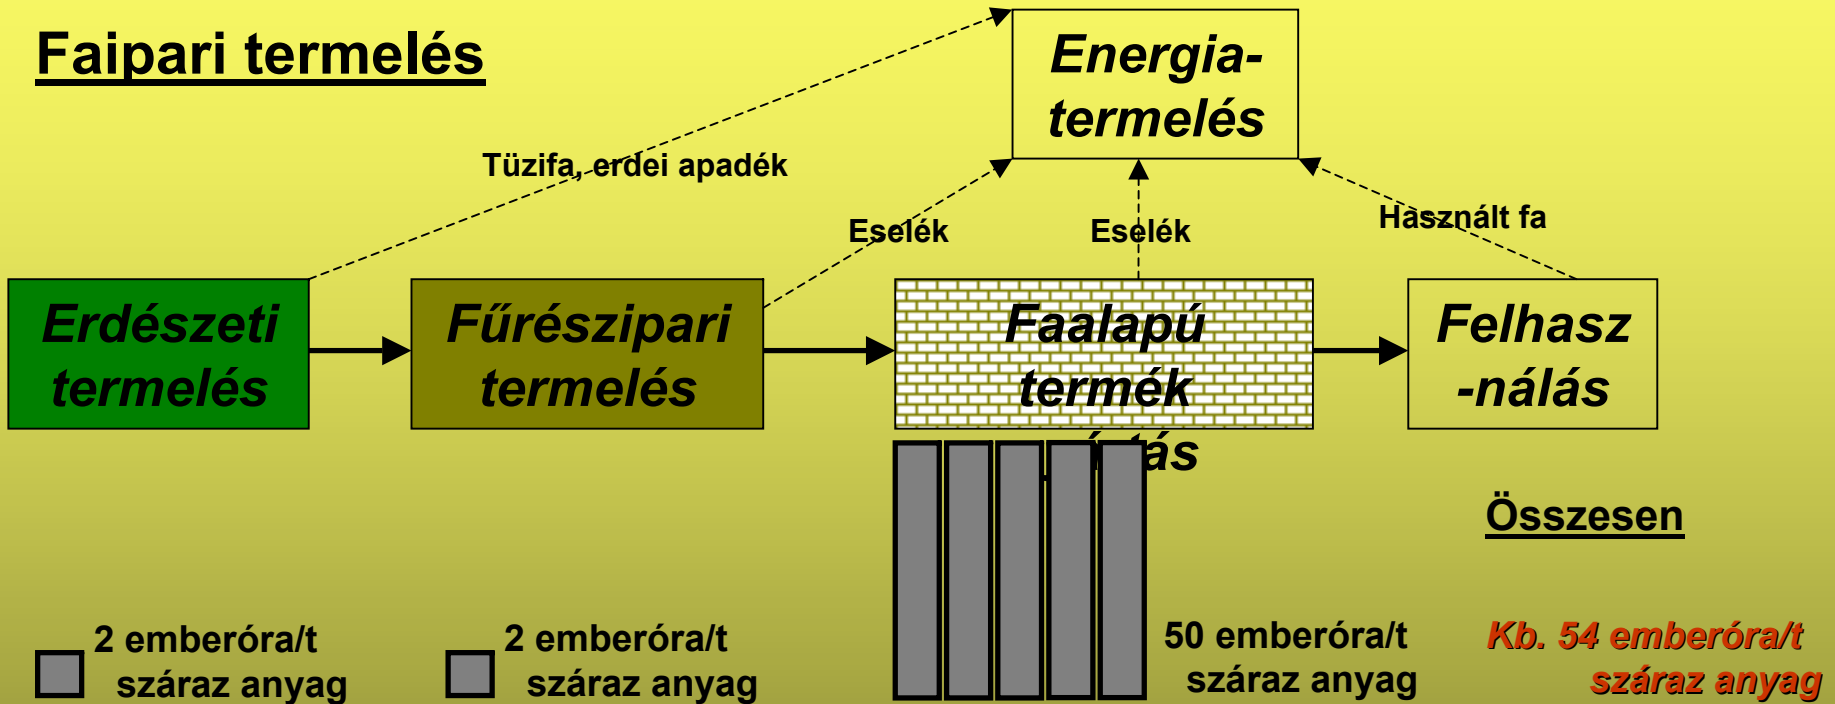 Faipari termelés
Energia-
termelés
Tüzifa, erdei apadék
Eselék
Eselék
Használt fa
Erdészeti
termelés
Fűrészipari
termelés
Faalapú
termék
ás
Felhasz
-nálás
Összesen
2 emberóra/t
száraz anyag
2 emberóra/t
száraz anyag
50 emberóra/t
száraz anyag
Kb. 54 emberóra/t
száraz anyag